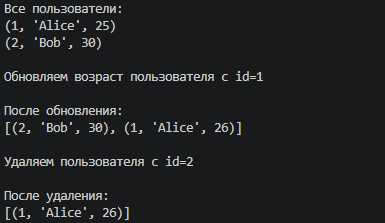 Все пользователи:
(1, 'Alice', 25)
(2, 'Bob', 30)
Обновляем возраст пользователя с id=1
После обновления:
[(2, 'Bob', 30), (1, 'Alice', 26)]
Удаляем пользователя с id=2
После удаления:
[(1, 'Alice', 26)]